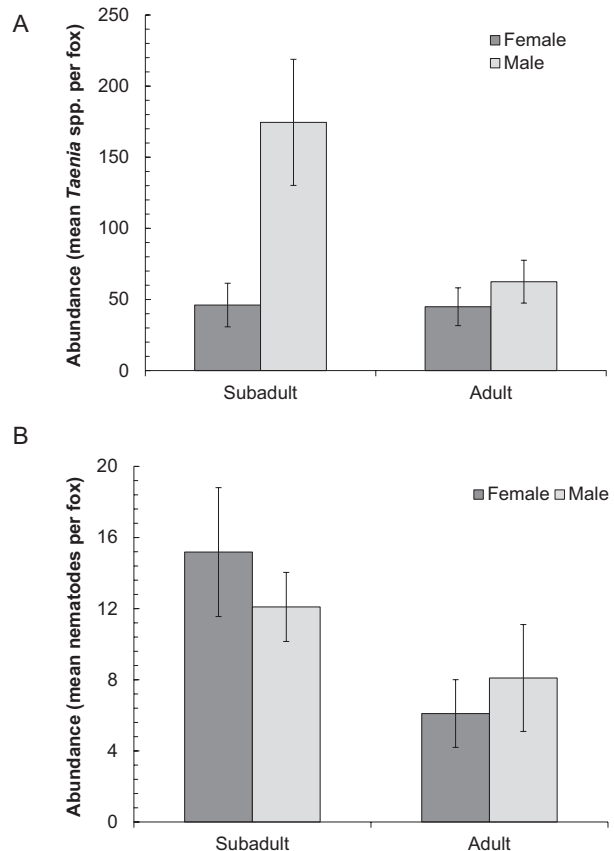 A
Abundance (mean Taenia spp. per fox)
250
200
150
100
50
0
Female
Male
Subadult
Adult
B
Abundance (mean nematodes per fox)
20
16
12
8
4
0
Female Male
Subadult
Adult